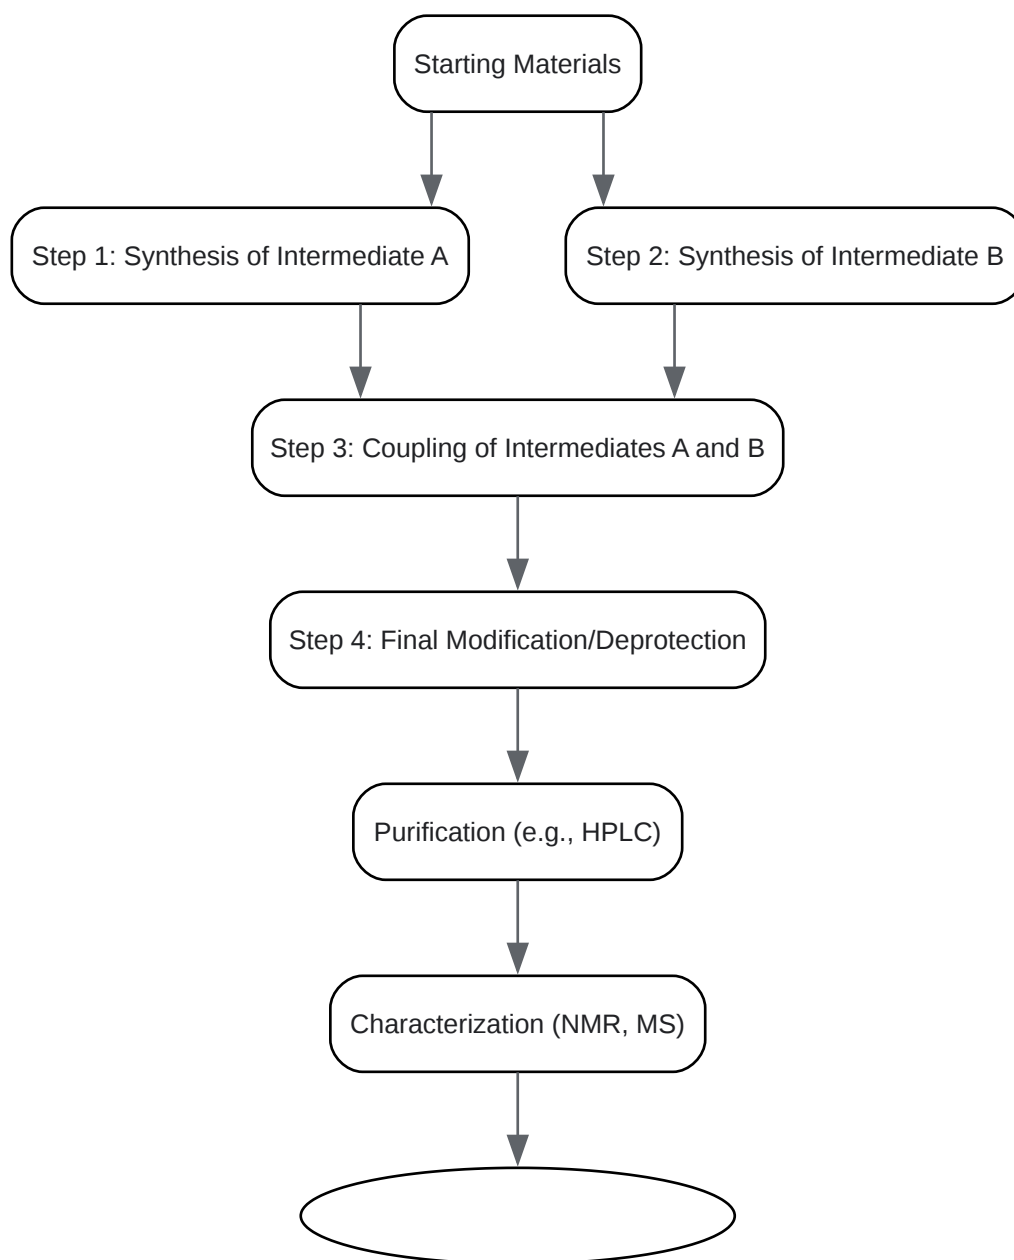 Starting Materials
Step 1: Synthesis of Intermediate A
Step 2: Synthesis of Intermediate B
Step 3: Coupling of Intermediates A and B
Step 4: Final Modification/Deprotection
Purification (e.g., HPLC)
Characterization (NMR, MS)